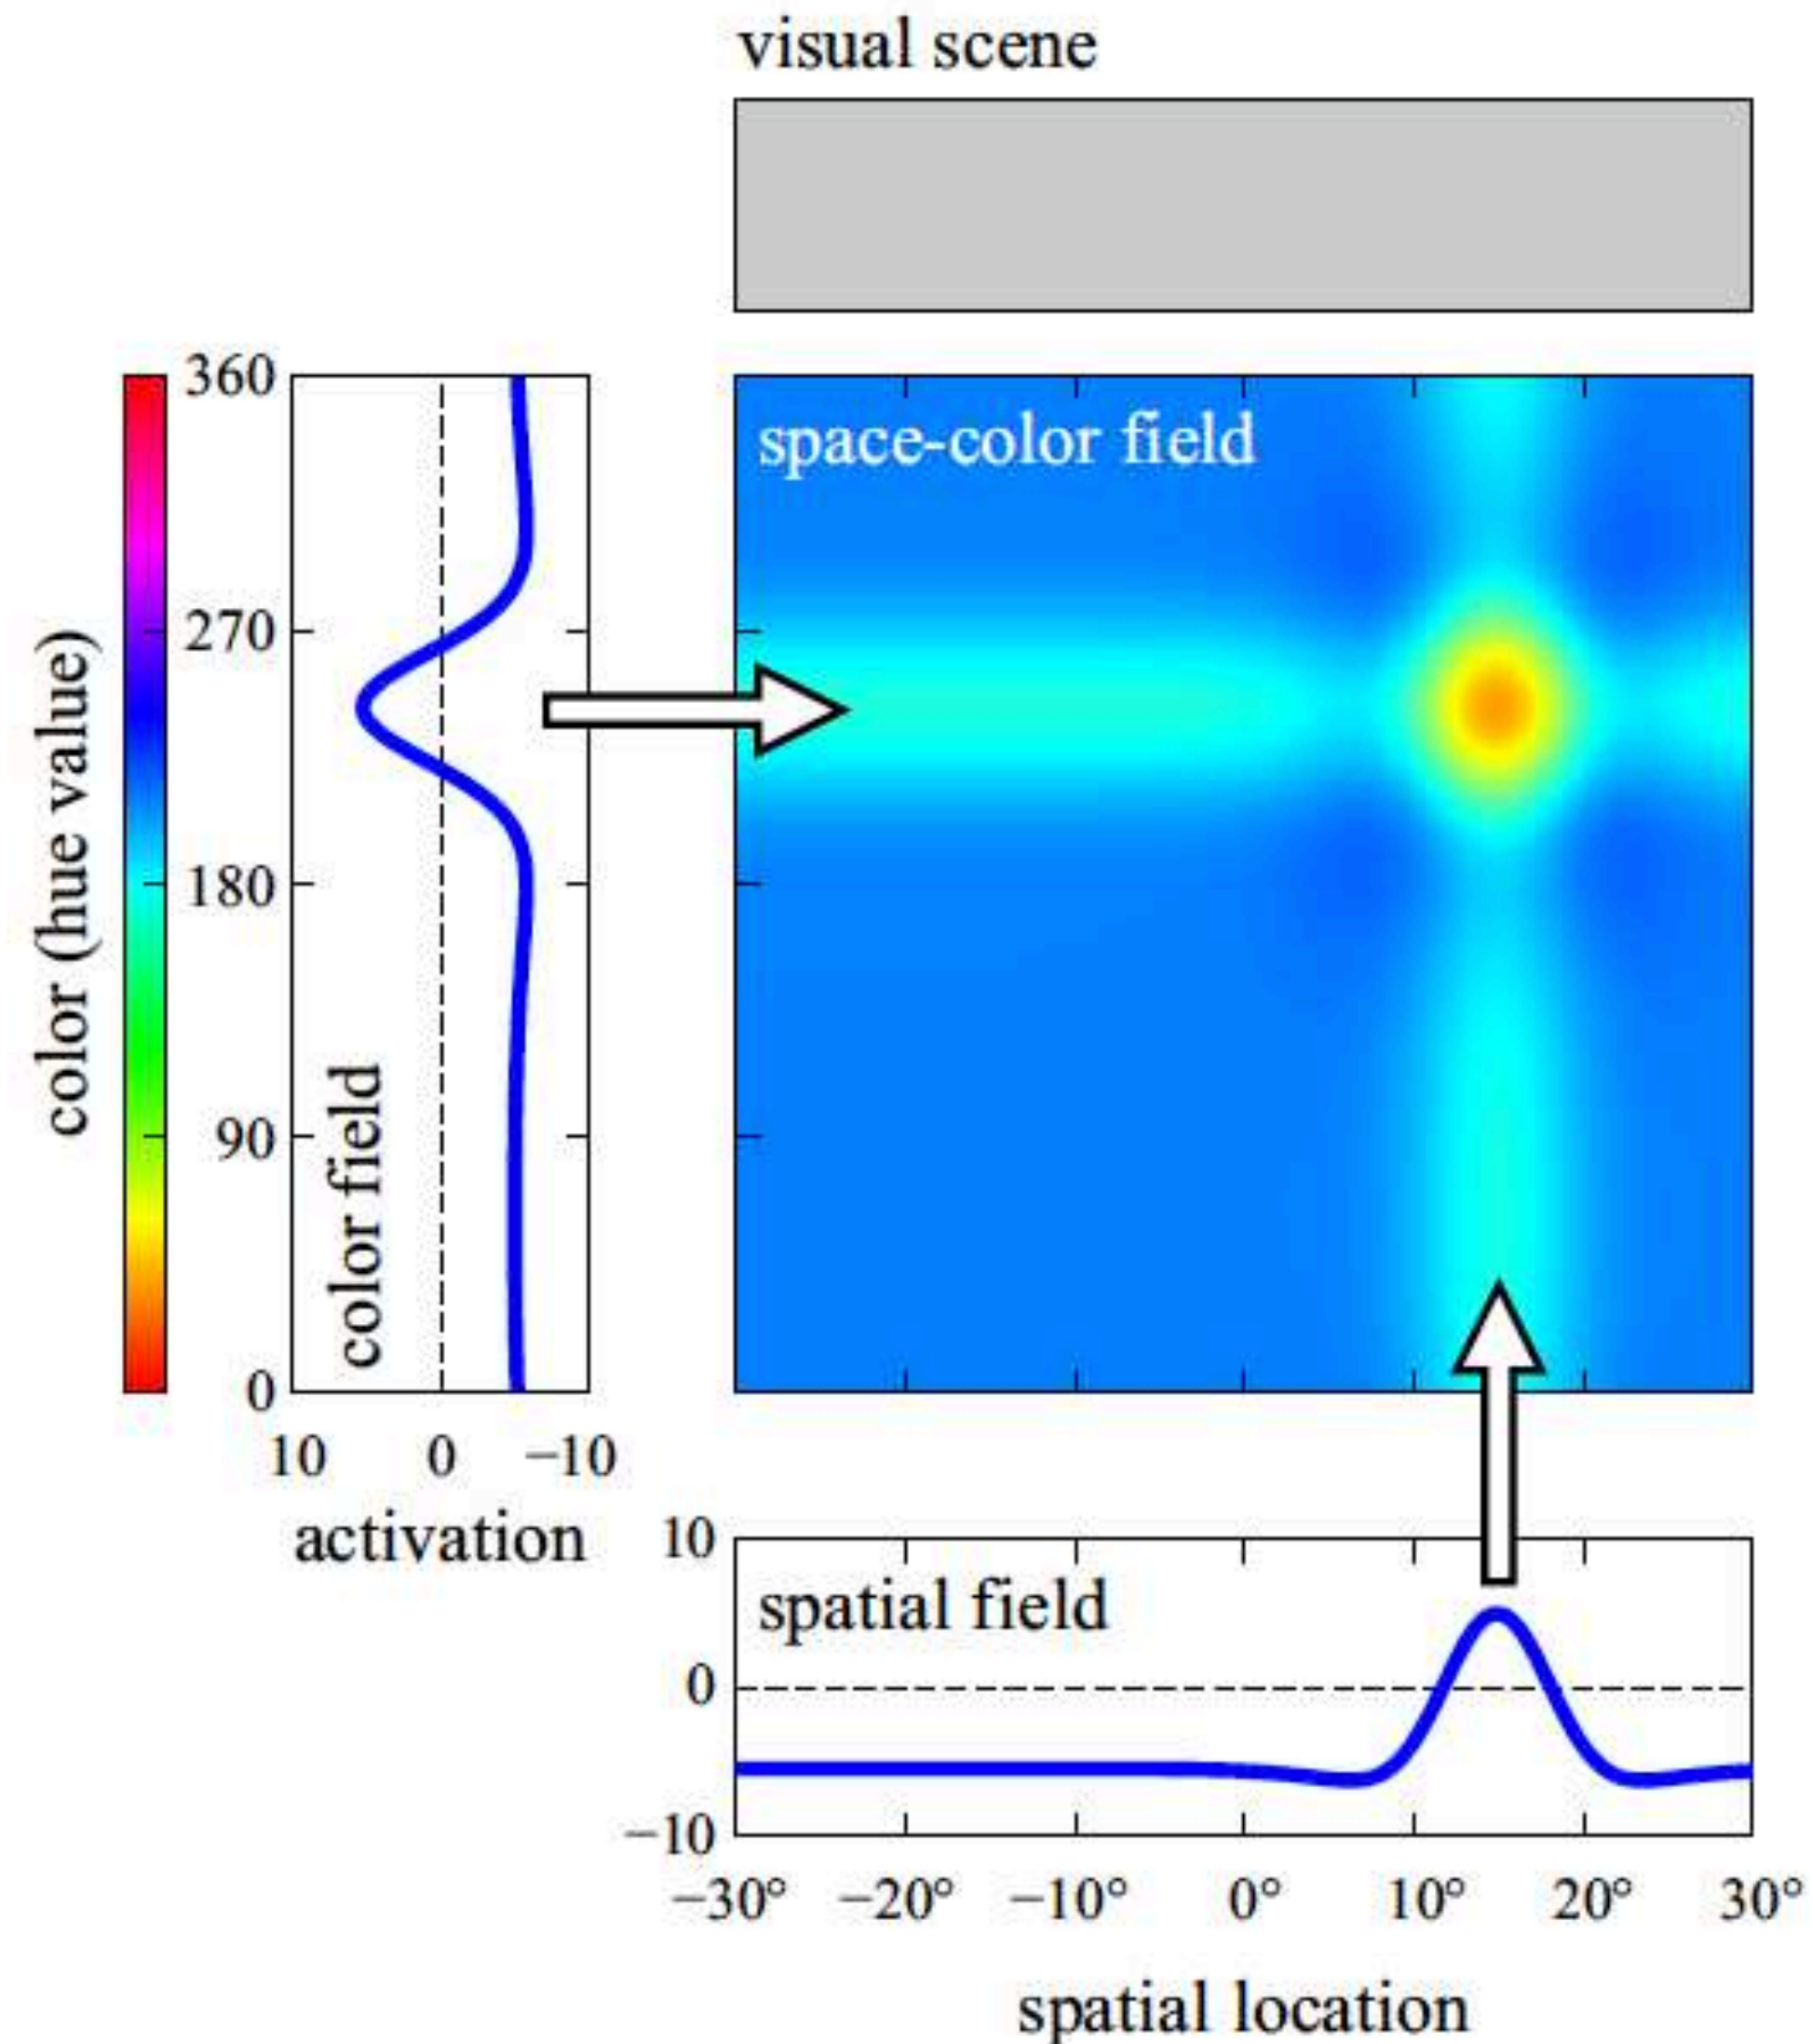 visual scene
360
270
180
90
0
color (hue value)
color field
10 0 −10
activation
space-color field
10
0
−10
spatial field
−30° −20° −10° 0° 10° 20° 30°
spatial location